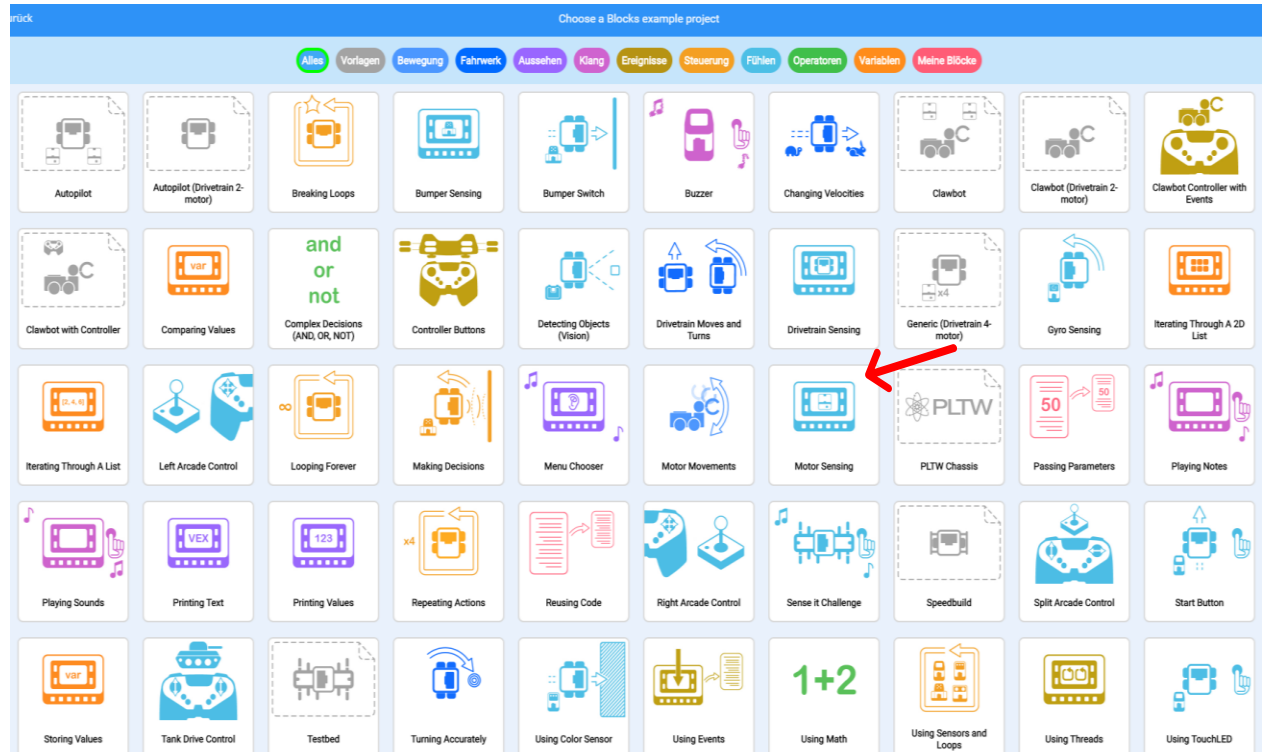 urück
Choose a Blocks example project
Alles Vorlagen Bewegung Fahrwerk Aussehen Klang Ereignisse Steuerung Fühlen Operatoren Variablen Meine Blöcke
Autopilot
Autopilot (Drivetrain 2-
motor)
Breaking Loops
Bumper Sensing
Bumper Switch
Buzzer
Changing Velocities
C
Clawbot
C
Clawbot (Drivetrain 2-
motor)
C
Clawbot Controller with
Events
C
Clawbot with Controller
var
Comparing Values
and
or
not
Complex Decisions
(AND, OR, NOT)
Controller Buttons
Detecting Objects
(Vision)
Drivetrain Moves and
Turns
Drivetrain Sensing
x4
Generic (Drivetrain 4-
motor)
Gyro Sensing
Iterating Through A 2D
List
[2, 4, 6]
Iterating Through A List
Left Arcade Control
∞
Looping Forever
Making Decisions
Menu Chooser
C
Motor Movements
Motor Sensing
PLTW
PLTW Chassis
50
50
Passing Parameters
Playing Notes
Playing Sounds
VEX
Printing Text
123
Printing Values
x4
Repeating Actions
Reusing Code
Right Arcade Control
Sense it Challenge
Speedbuild
Split Arcade Control
Start Button
var
Storing Values
Tank Drive Control
Testbed
Turning Accurately
Using Color Sensor
Using Events
1+2
Using Math
Using Sensors and
Loops
Using Threads
Using TouchLED